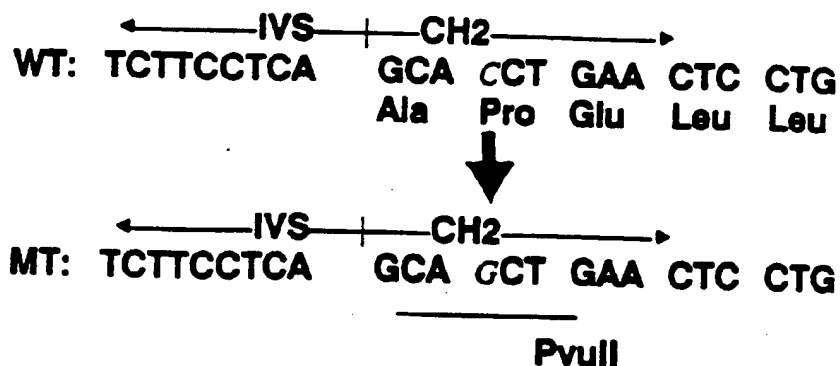 IVS CH2
WT: TCTTCCTCA GCA CCT GAA CTC CTG
Ala Pro Glu Leu Leu
IVS CH2
MT: TCTTCCTCA GCA GCT GAA CTC CTG
PvuII